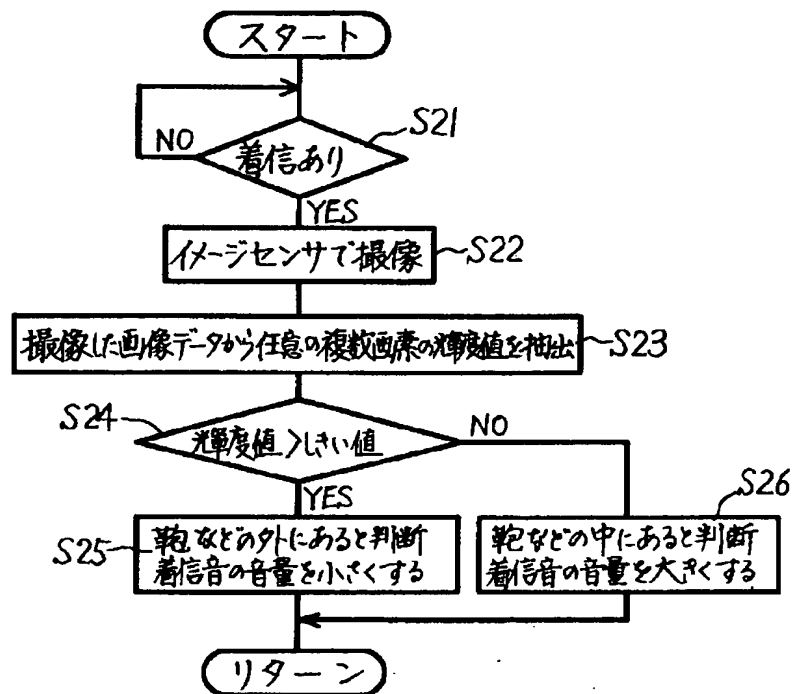 スタート
S21
NO
着信あり
YES
イメージセンサで撮像
S22
撮像した画像データから任意の複数画素の輝度値を抽出
S23
S24
輝度値>しきい値
NO
YES
S25
鞄などの外にあると判断
着信音の音量を小さくする
S26
鞄などの中にあると判断
着信音の音量を大きくする
リターン